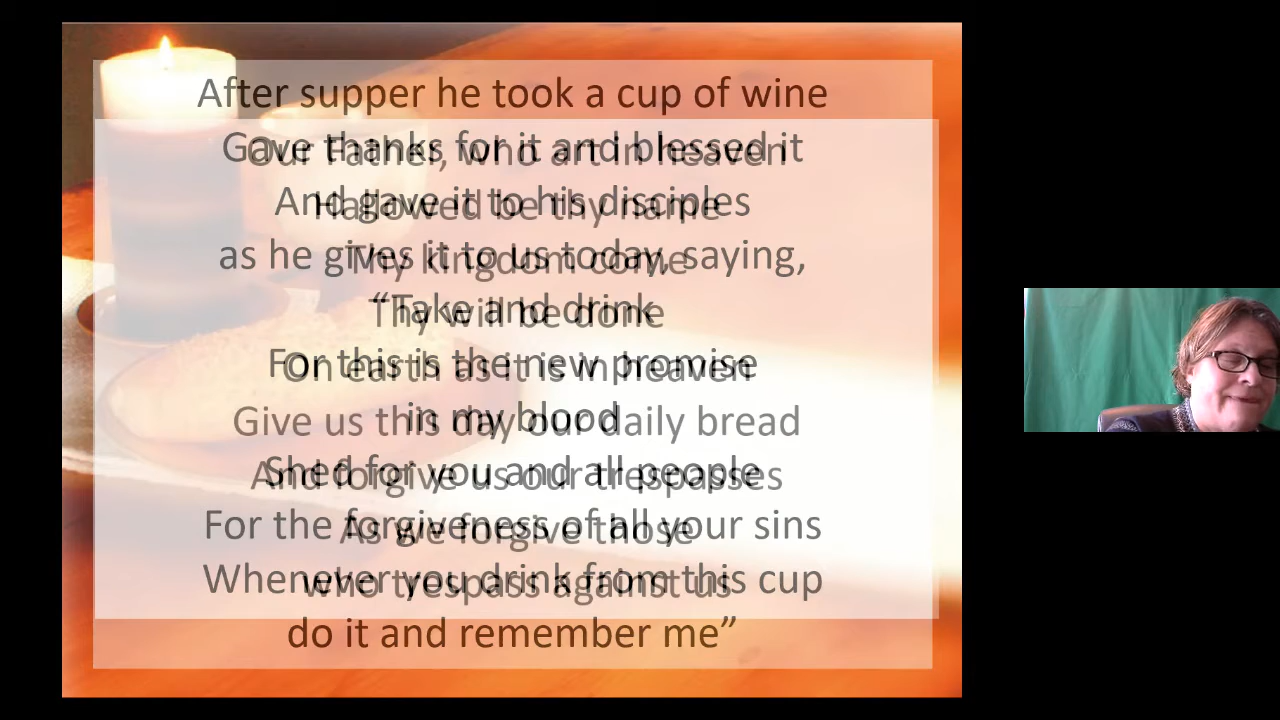 After supper he took a cup of wine
Gave thanks for it and blessed it
And gave it to his disciples
as he gives it to us today, saying,
“Take and drink
For this is the new promise
in my blood
Shed for you and all people
For the forgiveness of all your sins
Whenever you drink from this cup
do it and remember me”
Our Father, who art in heaven
Hallowed be thy name
Thy kingdom come
Thy will be done
On earth as it is in heaven
Give us this day our daily bread
And forgive us our trespasses
As we forgive those
who trespass against us